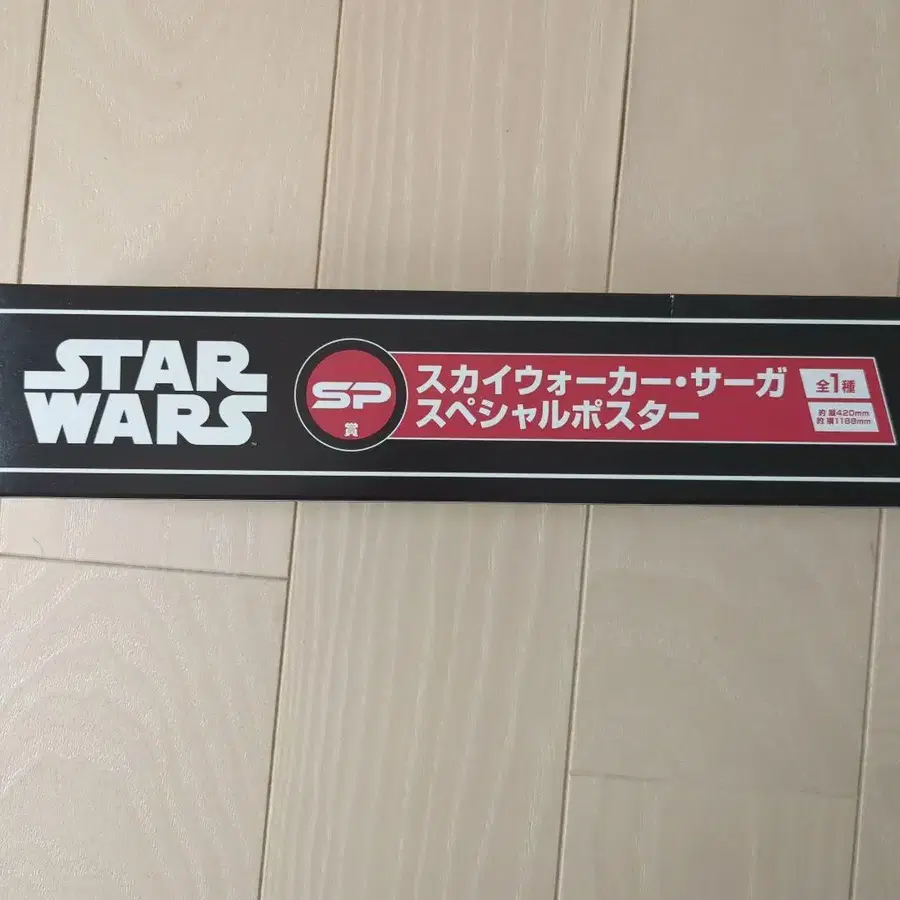 STAR
WARS™
SP
賞
スカイウォーカー・サーガ
スペシャルポスター
全1種
約 縦420mm
約 横1188mm